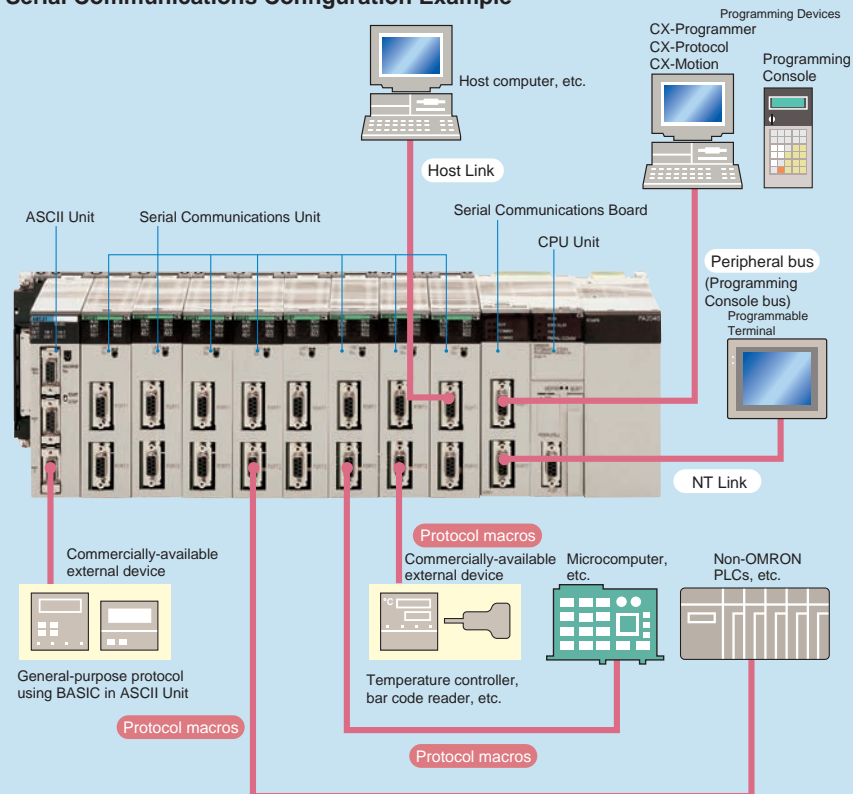 Serial Communications Configuration Example
Programming Devices
CX-Programmer
CX-Protocol
CX-Motion
Programming
Console
Host computer, etc.
Host Link
ASCII Unit
Serial Communications Unit
Serial Communications Board
CPU Unit
Peripheral bus
(Programming
Console bus)
Programmable
Terminal
NT Link
Protocol macros
Commercially-available
external device
Commercially-available
external device
Microcomputer,
etc.
Non-OMRON
PLCs, etc.
°C
General-purpose protocol
using BASIC in ASCII Unit
Temperature controller,
bar code reader, etc.
Protocol macros
Protocol macros